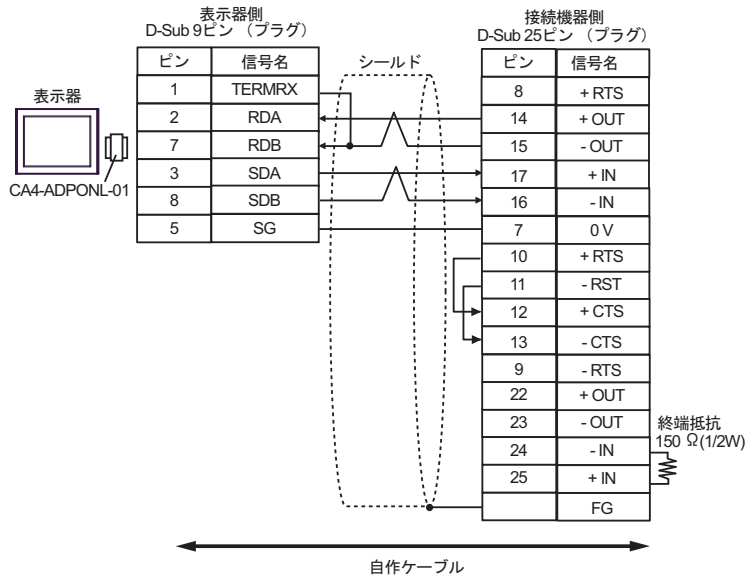 表示器側
D-Sub 9ピン （プラグ）
接続機器側
D-Sub 25ピン （プラグ）
表示器
CA4-ADPONL-01
シールド
ピン 信号名
1 TERMRX
2 RDA
7 RDB
3 SDA
8 SDB
5 SG
ピン 信号名
8 + RTS
14 + OUT
15 - OUT
17 + IN
16 - IN
7 0 V
10 + RTS
11 - RST
12 + CTS
13 - CTS
9 - RTS
22 + OUT
23 - OUT
24 - IN
25 + IN
FG
終端抵抗
150 Ω(1/2W)
自作ケーブル